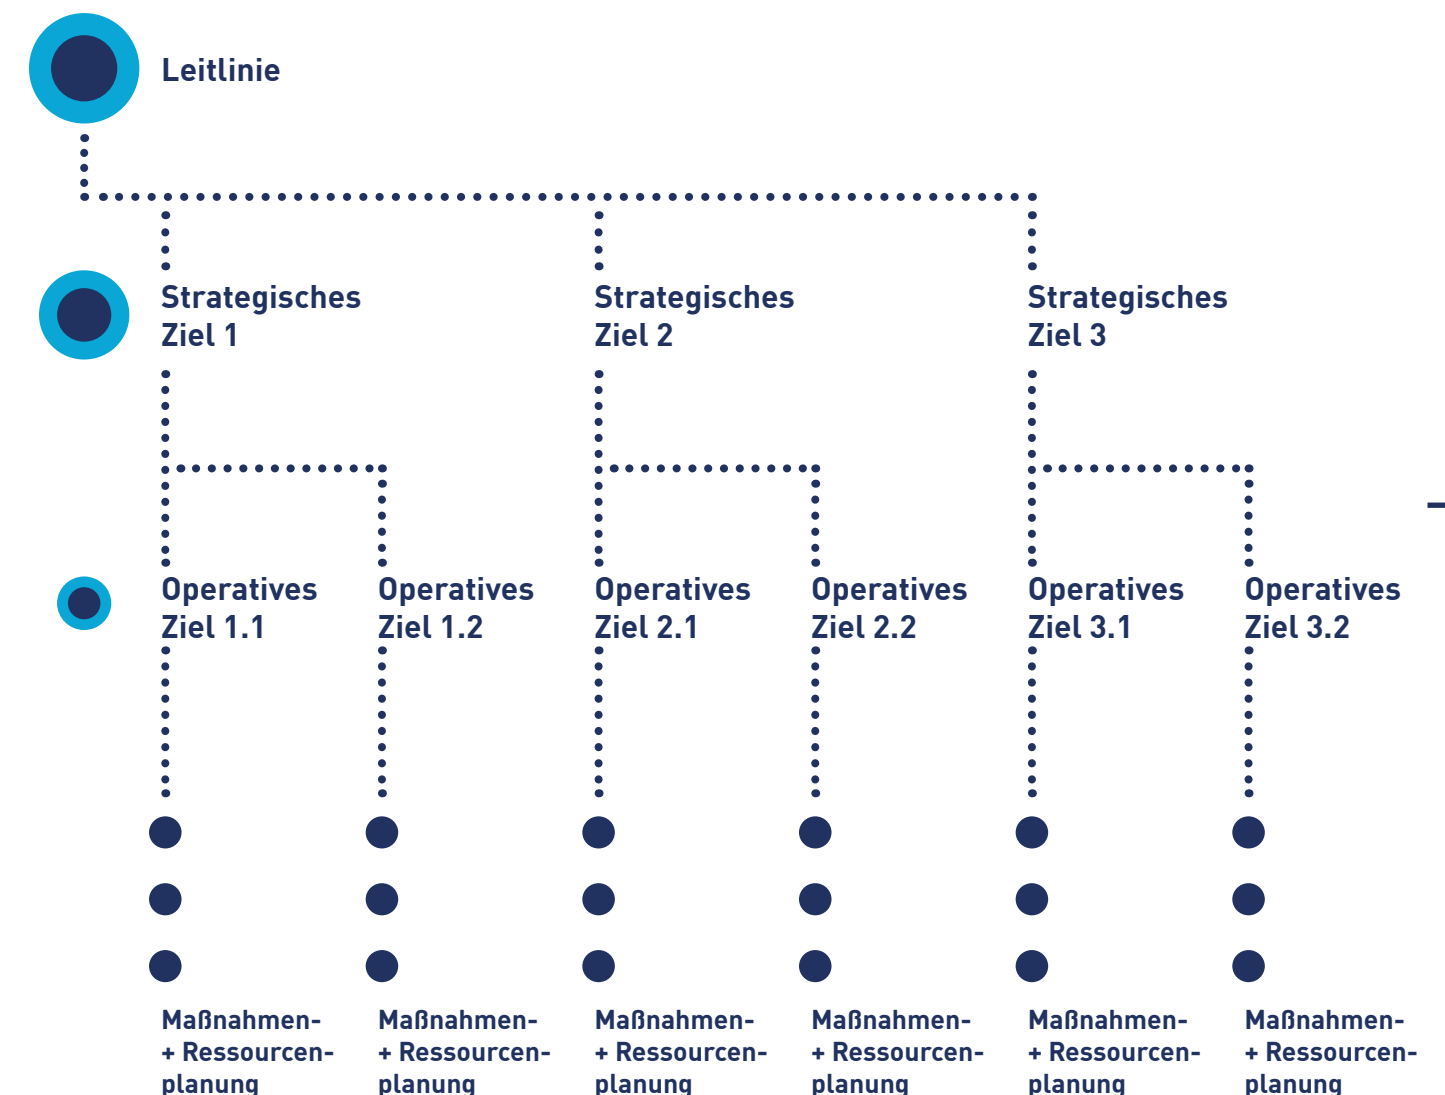 Leitlinie
Strategisches
Ziel 1
Strategisches
Ziel 2
Strategisches
Ziel 3
Operatives
Ziel 1.1
Operatives
Ziel 1.2
Operatives
Ziel 2.1
Operatives
Ziel 2.2
Operatives
Ziel 3.1
Operatives
Ziel 3.2
Maßnahmen-
+ Ressourcen-
planung
Maßnahmen-
+ Ressourcen-
planung
Maßnahmen-
+ Ressourcen-
planung
Maßnahmen-
+ Ressourcen-
planung
Maßnahmen-
+ Ressourcen-
planung
Maßnahmen-
+ Ressourcen-
planung